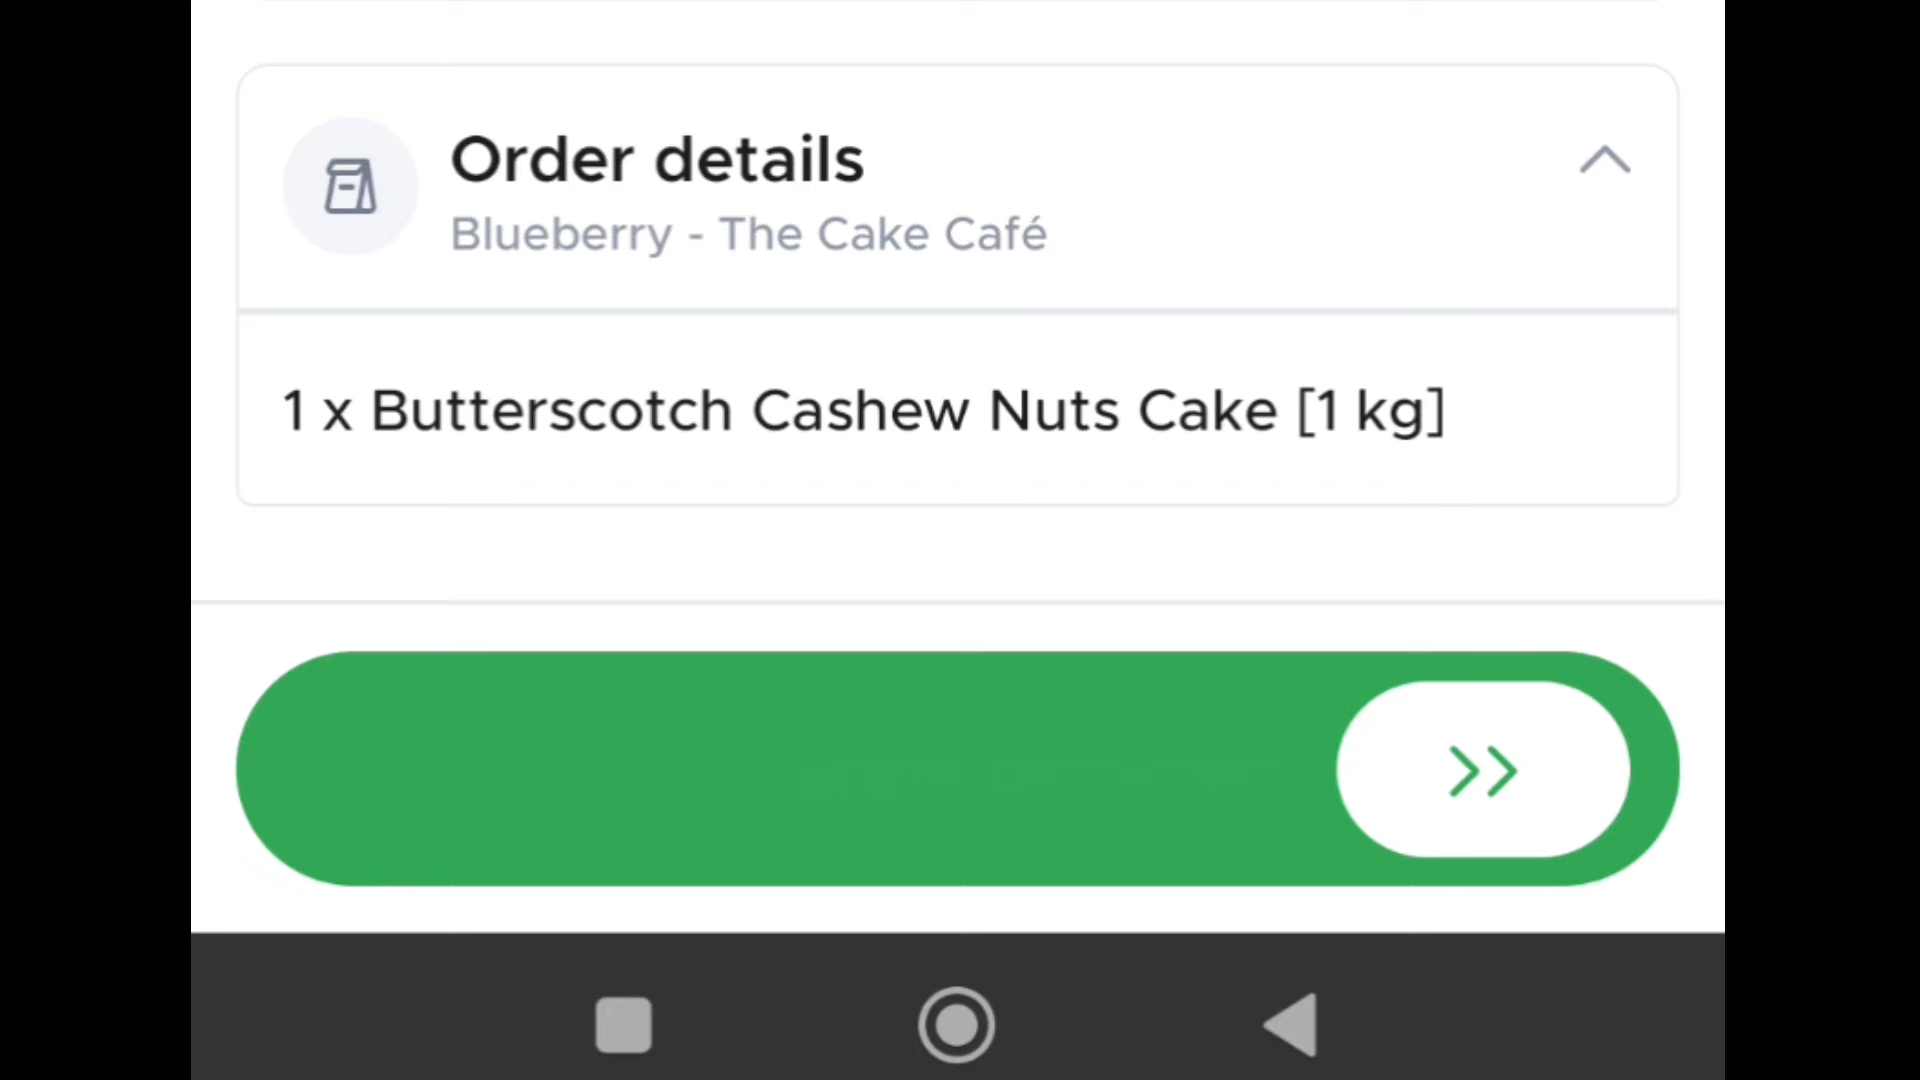 Order details
Blueberry - The Cake Café
1 x Butterscotch Cashew Nuts Cake [1 kg]